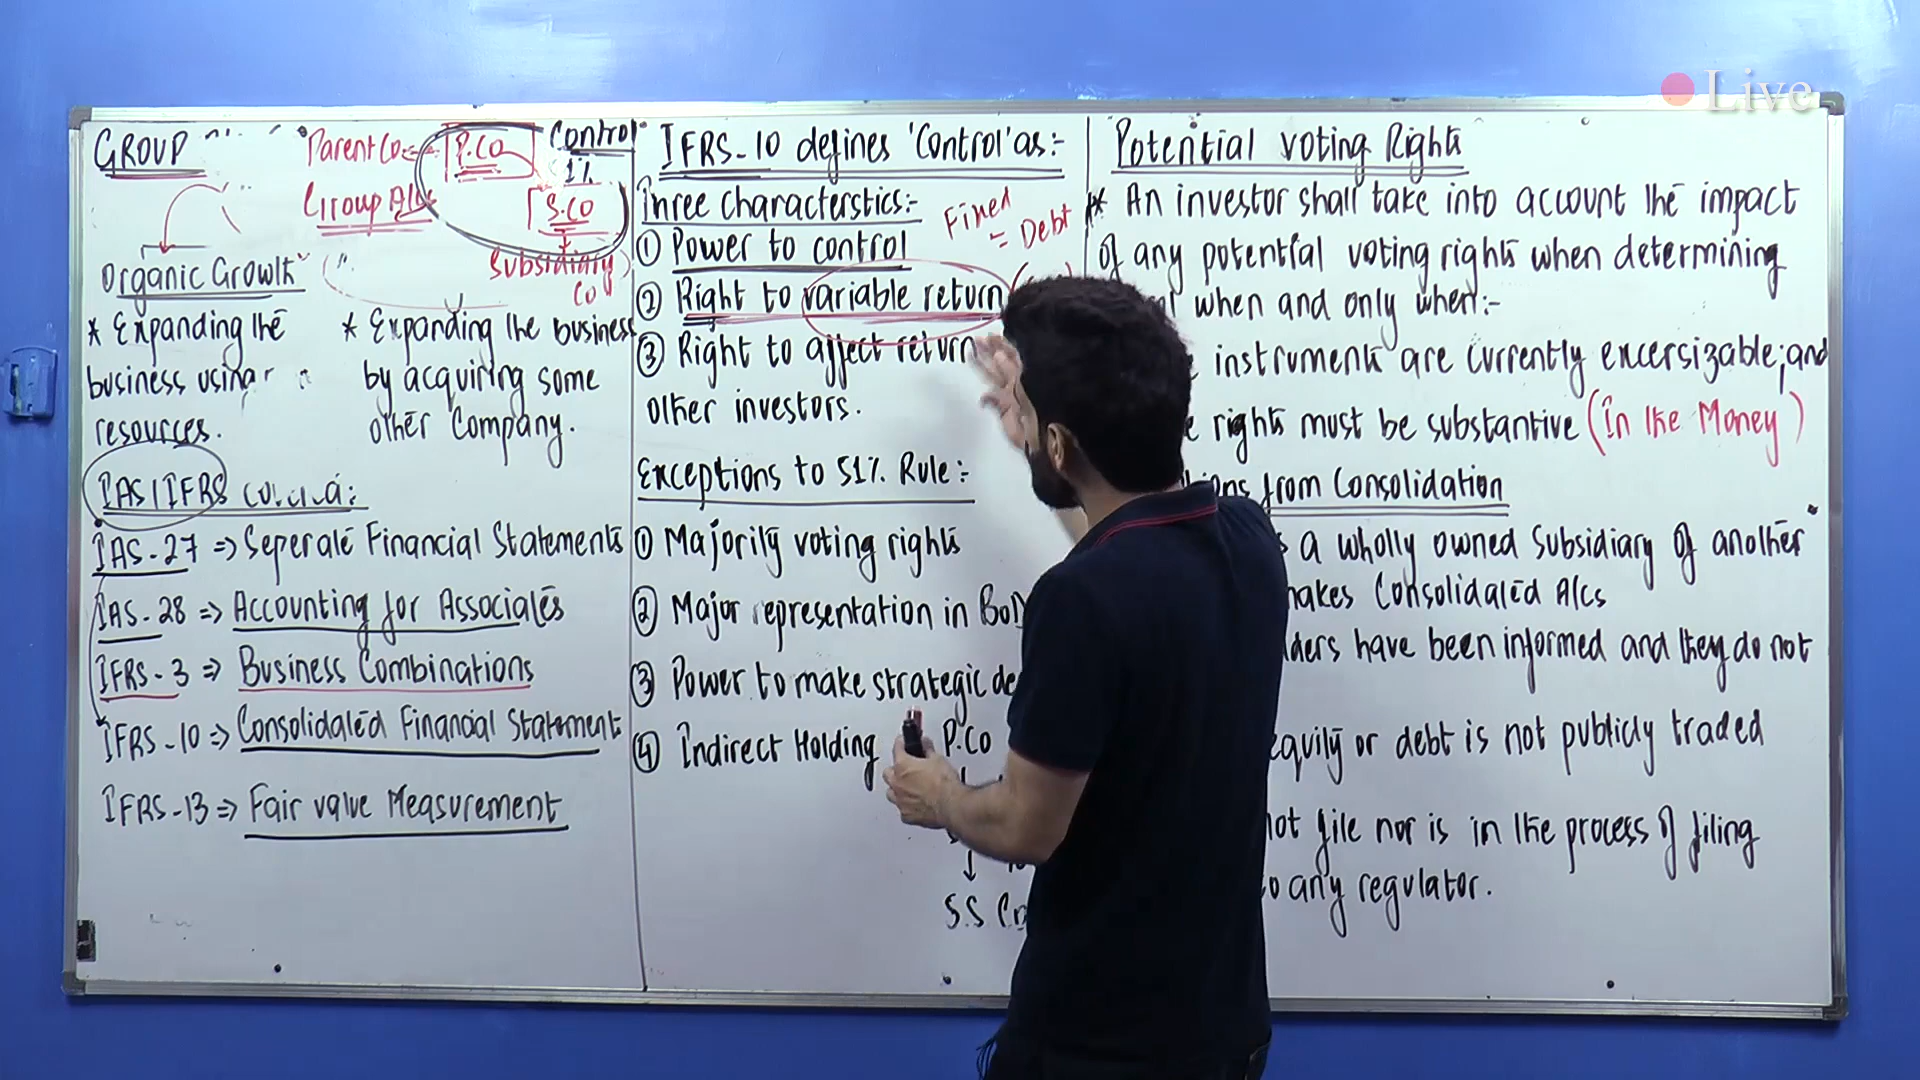 Live
GROUP
Parent Co
P.CO
Control
51%
Group A/cs
S.CO
Subsidiary
Co
Organic Growth
* Expanding the
business using
resources.
* Expanding the business
by acquiring some
other Company.
IAS/IFRS
IAS-27 => Seperate Financial Statements
IAS-28 => Accounting for Associates
IFRS-3 => Business Combinations
IFRS-10 => Consolidated Financial Statement
IFRS-13 => Fair value Measurement
IFRS-10 defines 'Control' as:-
Three Characterstics:-
Fixed
= Debt
① Power to control
② Right to variable return
③ Right to affect return
other investors.
Exceptions to 51% Rule:-
① Majority voting rights
② Major representation in BoD
③ Power to make strategic
④ Indirect Holding
P.Co
S.S Co
Potential Voting Rights
* An investor shall take into account the impact
of any potential voting rights when determining
when and only when:-
instruments are currently excersizable; and
rights must be substantive (In the Money)
from Consolidation
a wholly owned Subsidiary of another
makes Consolidated A/cs
have been informed and they do not
equity or debt is not publicly traded
not file nor is in the process of filing
to any regulator.